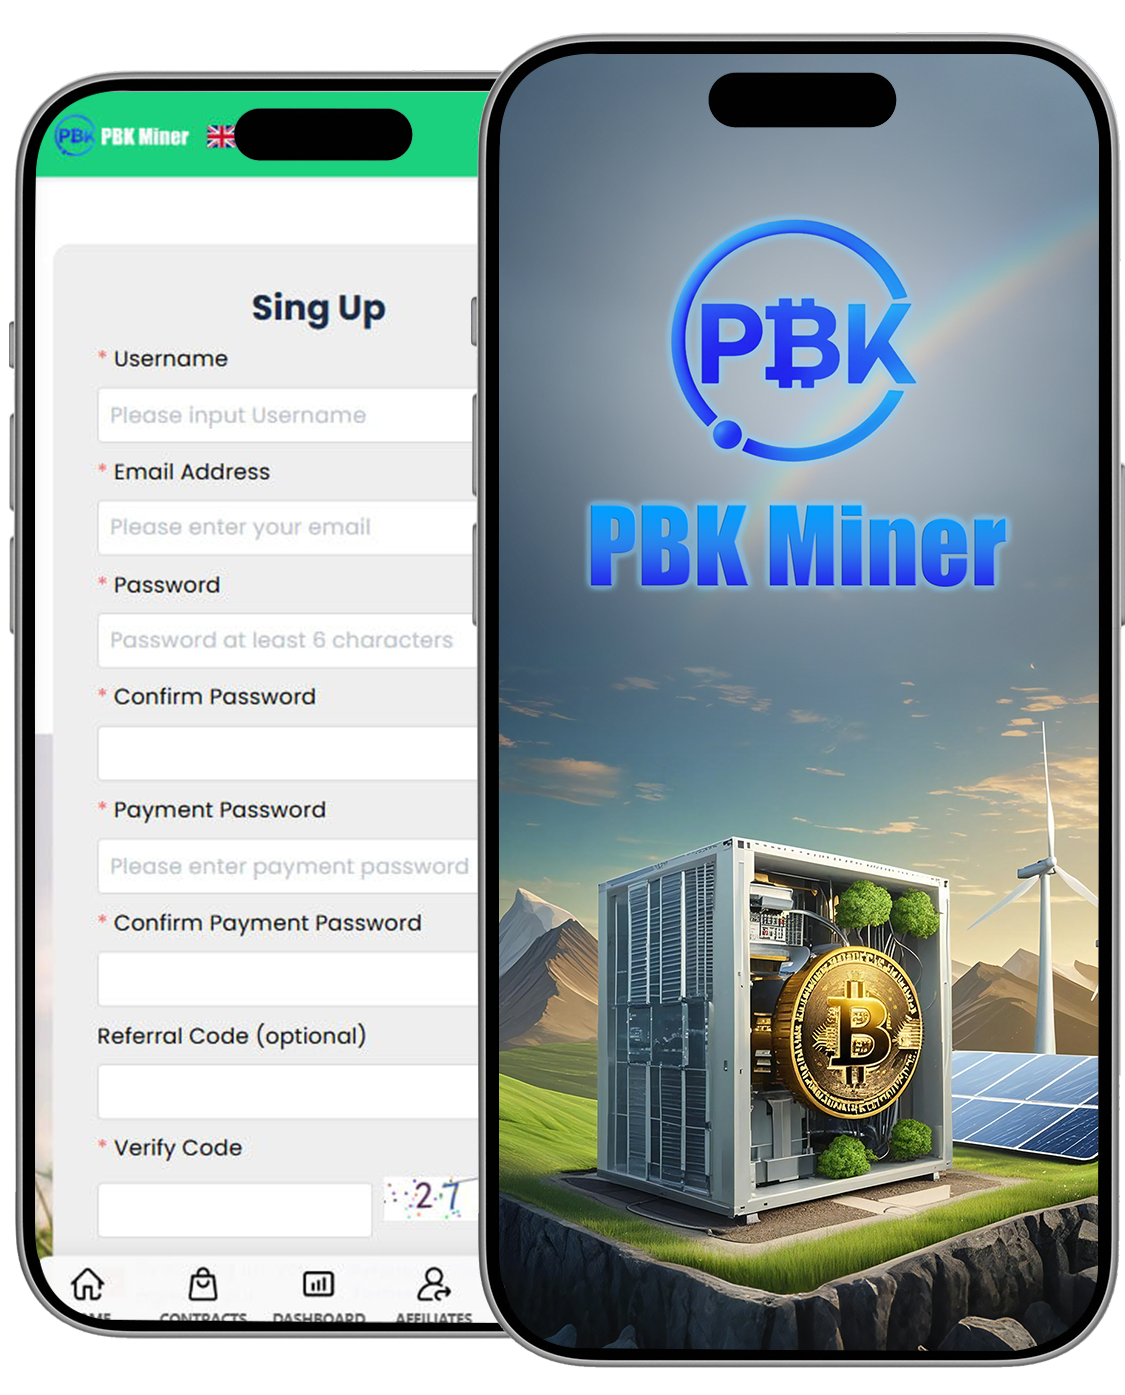 PBK PBK Miner
Sing Up
* Username
Please input Username
* Email Address
Please enter your email
* Password
Password at least 6 characters
* Confirm Password
* Payment Password
Please enter payment password
* Confirm Payment Password
Referral Code (optional)
* Verify Code
27
CONTRACTS
DASHBOARD
AFFILIATES
PBK
PBK Miner
B